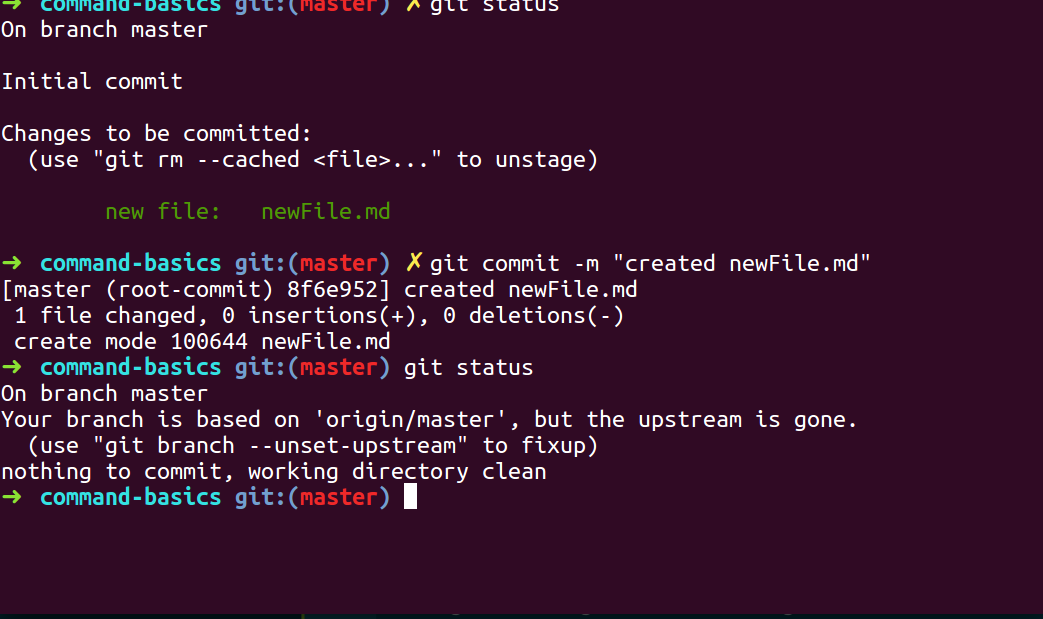 ➜ command-basics git:(master) ✗ git status
On branch master
Initial commit
Changes to be committed:
(use "git rm --cached <file>..." to unstage)
new file: newFile.md
➜ command-basics git:(master) ✗ git commit -m "created newFile.md"
[master (root-commit) 8f6e952] created newFile.md
1 file changed, 0 insertions(+), 0 deletions(-)
create mode 100644 newFile.md
➜ command-basics git:(master) git status
On branch master
Your branch is based on 'origin/master', but the upstream is gone.
(use "git branch --unset-upstream" to fixup)
nothing to commit, working directory clean
➜ command-basics git:(master)